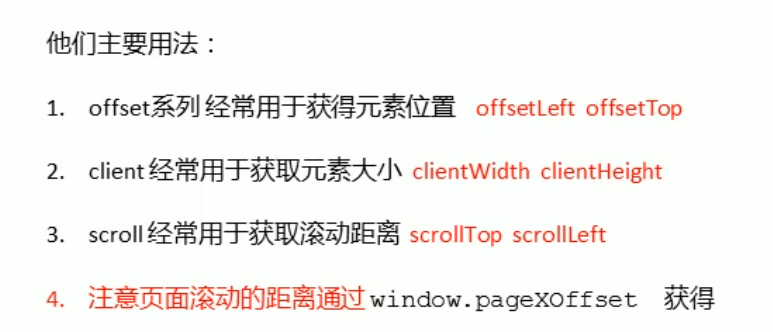 他们主要用法：
1. offset系列 经常用于获得元素位置 offsetLeft offsetTop
2. client 经常用于获取元素大小 clientWidth clientHeight
3. scroll 经常用于获取滚动距离 scrollTop scrollLeft
4. 注意页面滚动的距离通过 window.pageXOffset 获得